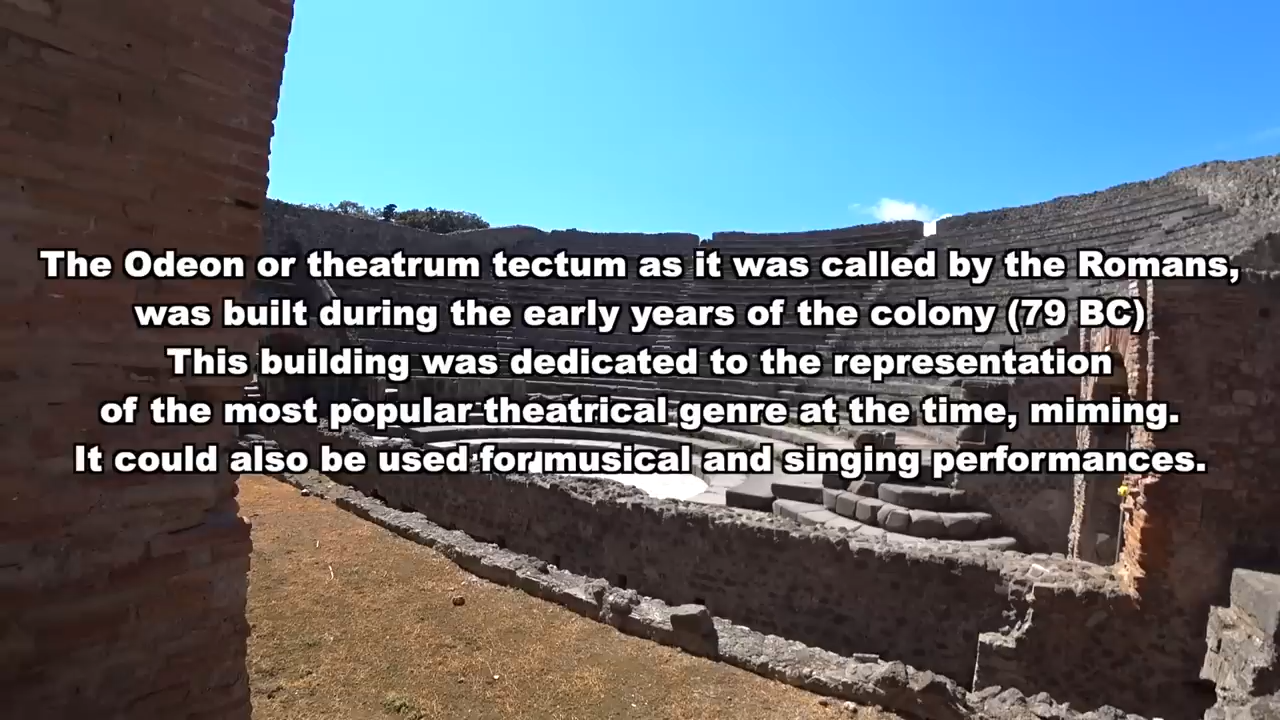 The Odeon or theatrum tectum as it was called by the Romans,
was built during the early years of the colony (79 BC)
This building was dedicated to the representation
of the most popular theatrical genre at the time, miming.
It could also be used for musical and singing performances.